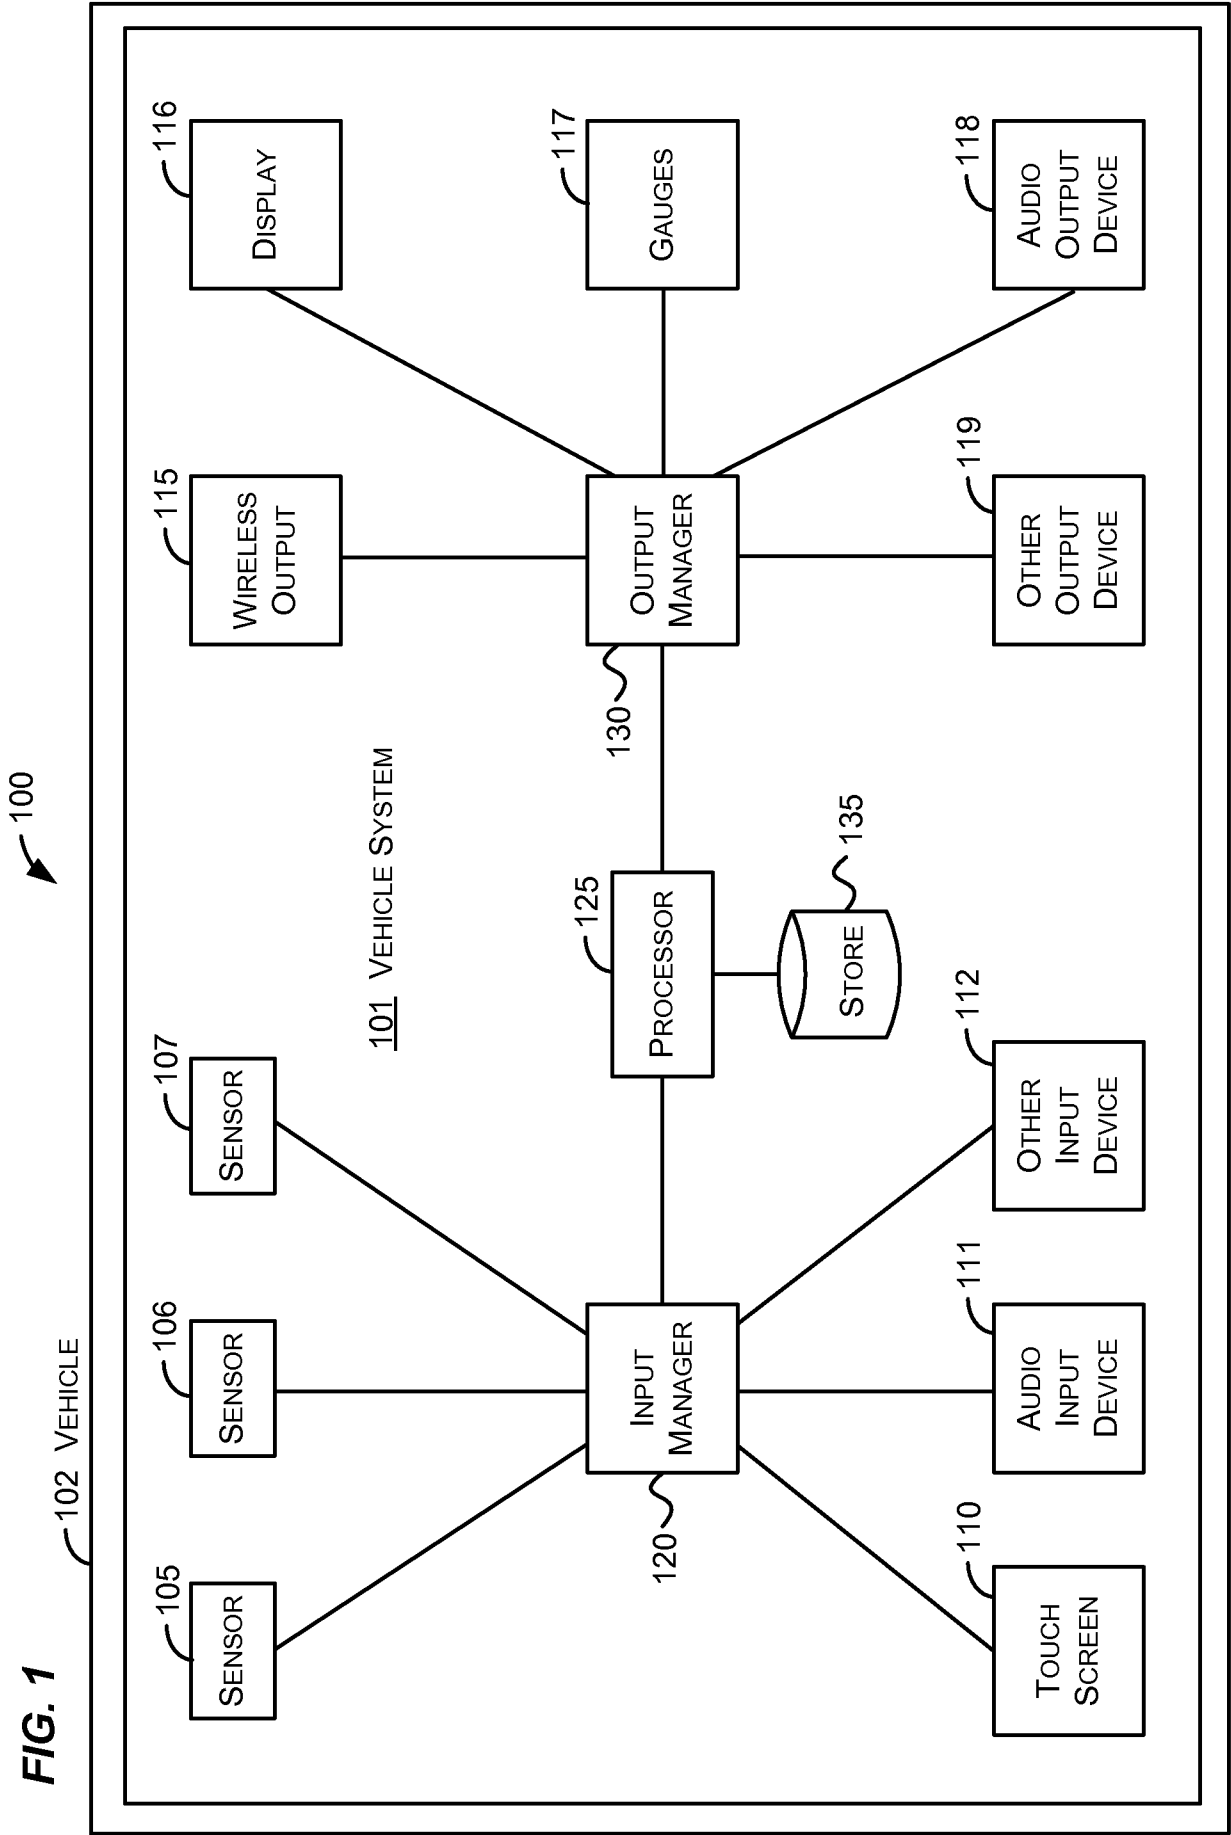 FIG. 1
100
102 VEHICLE
105
SENSOR
106
SENSOR
107
SENSOR
115
WIRELESS
OUTPUT
116
DISPLAY
101 VEHICLE SYSTEM
120
INPUT
MANAGER
125
PROCESSOR
130
OUTPUT
MANAGER
117
GAUGES
135
STORE
110
TOUCH
SCREEN
111
AUDIO
INPUT
DEVICE
112
OTHER
INPUT
DEVICE
119
OTHER
OUTPUT
DEVICE
118
AUDIO
OUTPUT
DEVICE